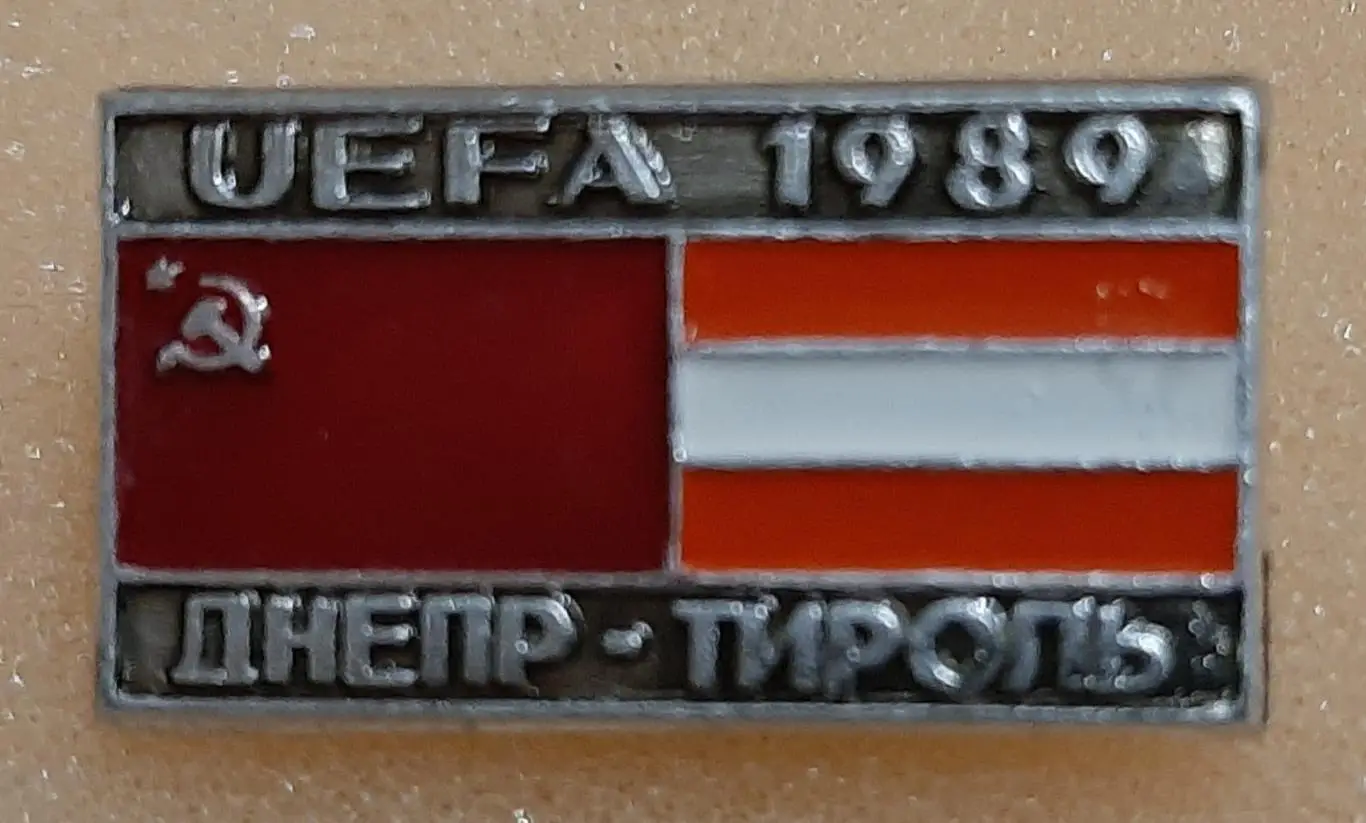 UEFA 1989
ДНЕПР - ТИРОЛЬ